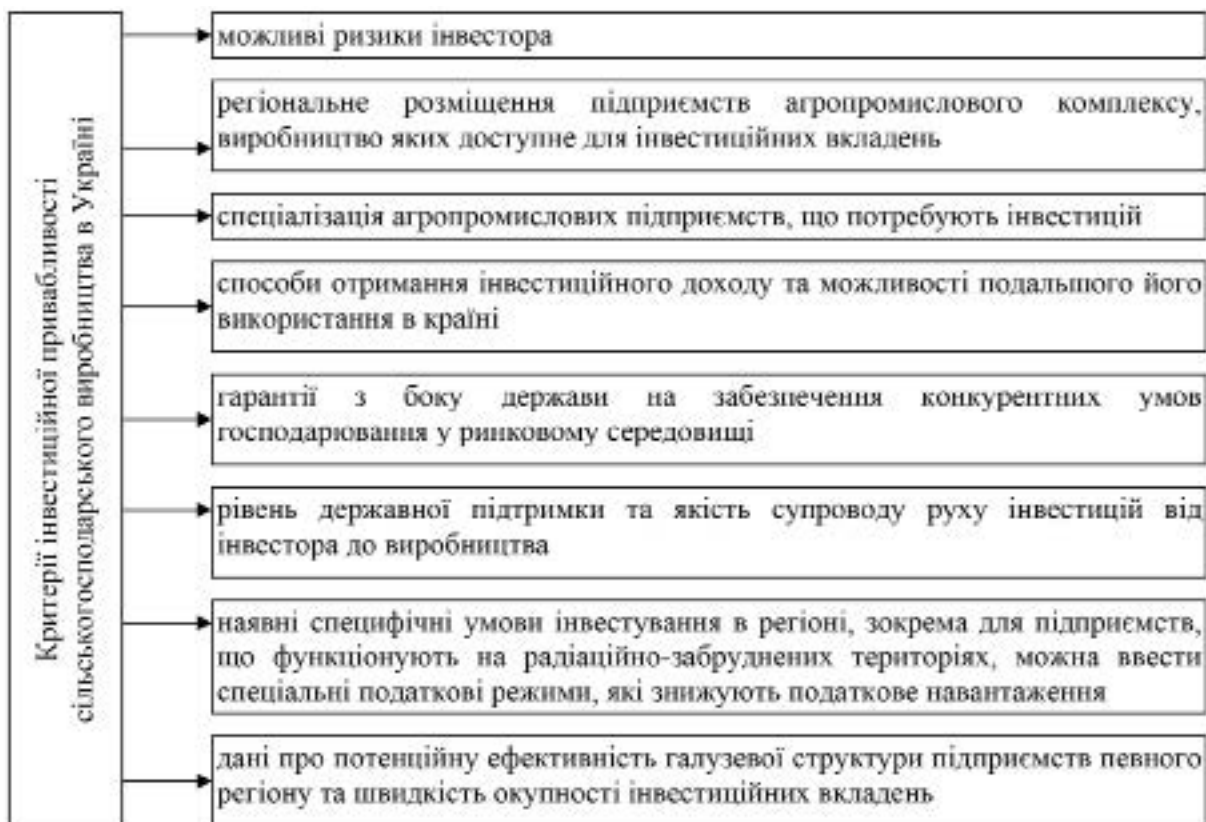 Критерії інвестиційної привабливості
сільськогосподарського виробництва в Україні
можливі ризики інвестора
регіональне розміщення підприємств агропромислового комплексу,
виробництво яких доступне для інвестиційних вкладень
спеціалізація агропромислових підприємств, що потребують інвестицій
способи отримання інвестиційного доходу та можливості подальшого його
використання в країні
гарантії з боку держави на забезпечення конкурентних умов
господарювання у ринковому середовищі
рівень державної підтримки та якість супроводу руху інвестицій від
інвестора до виробництва
наявні специфічні умови інвестування в регіоні, зокрема для підприємств,
що функціонують на радіаційно-забруднених територіях, можна ввести
спеціальні податкові режими, які знижують податкове навантаження
дані про потенційну ефективність галузевої структури підприємств певного
регіону та швидкість окупності інвестиційних вкладень